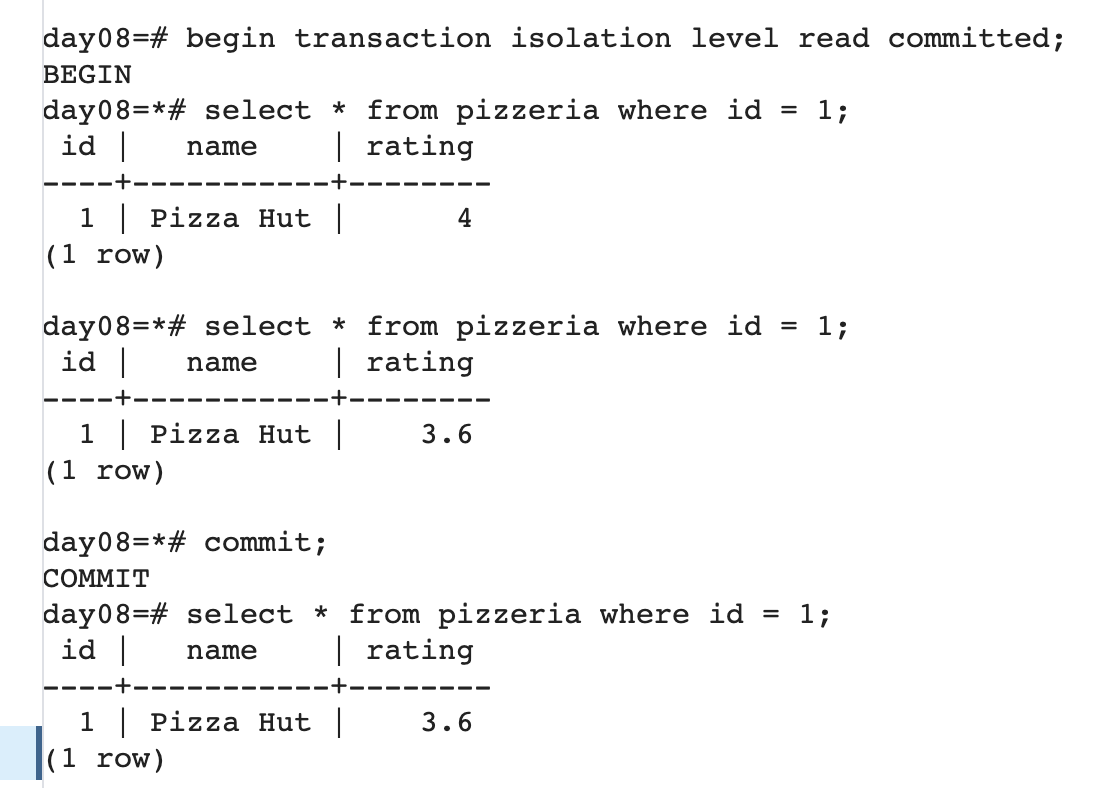 day08=# begin transaction isolation level read committed;
BEGIN
day08=*# select * from pizzeria where id = 1;
 id |   name    | rating
----+-----------+--------
  1 | Pizza Hut |      4
(1 row)

day08=*# select * from pizzeria where id = 1;
 id |   name    | rating
----+-----------+--------
  1 | Pizza Hut |    3.6
(1 row)

day08=*# commit;
COMMIT
day08=# select * from pizzeria where id = 1;
 id |   name    | rating
----+-----------+--------
  1 | Pizza Hut |    3.6
(1 row)